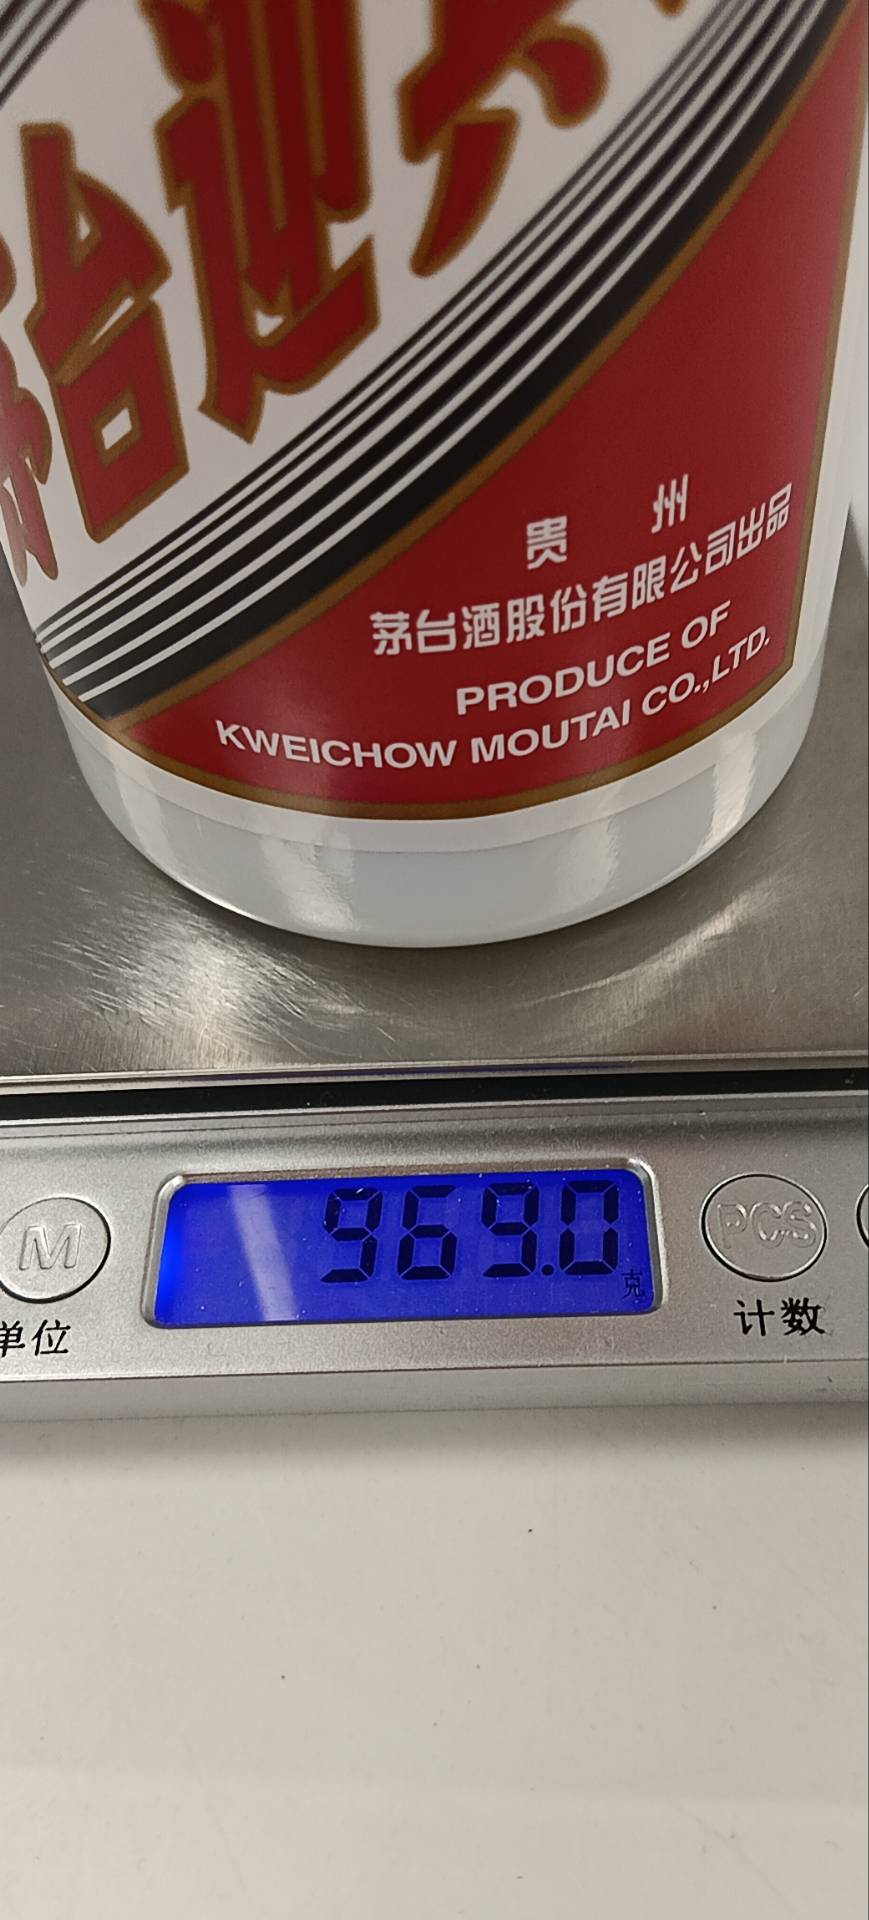 茅台迎宾
贵 州
茅台酒股份有限公司出品
PRODUCE OF
KWEICHOW MOUTAI CO.,LTD.
969.0
克
M
PCS
单位
计数